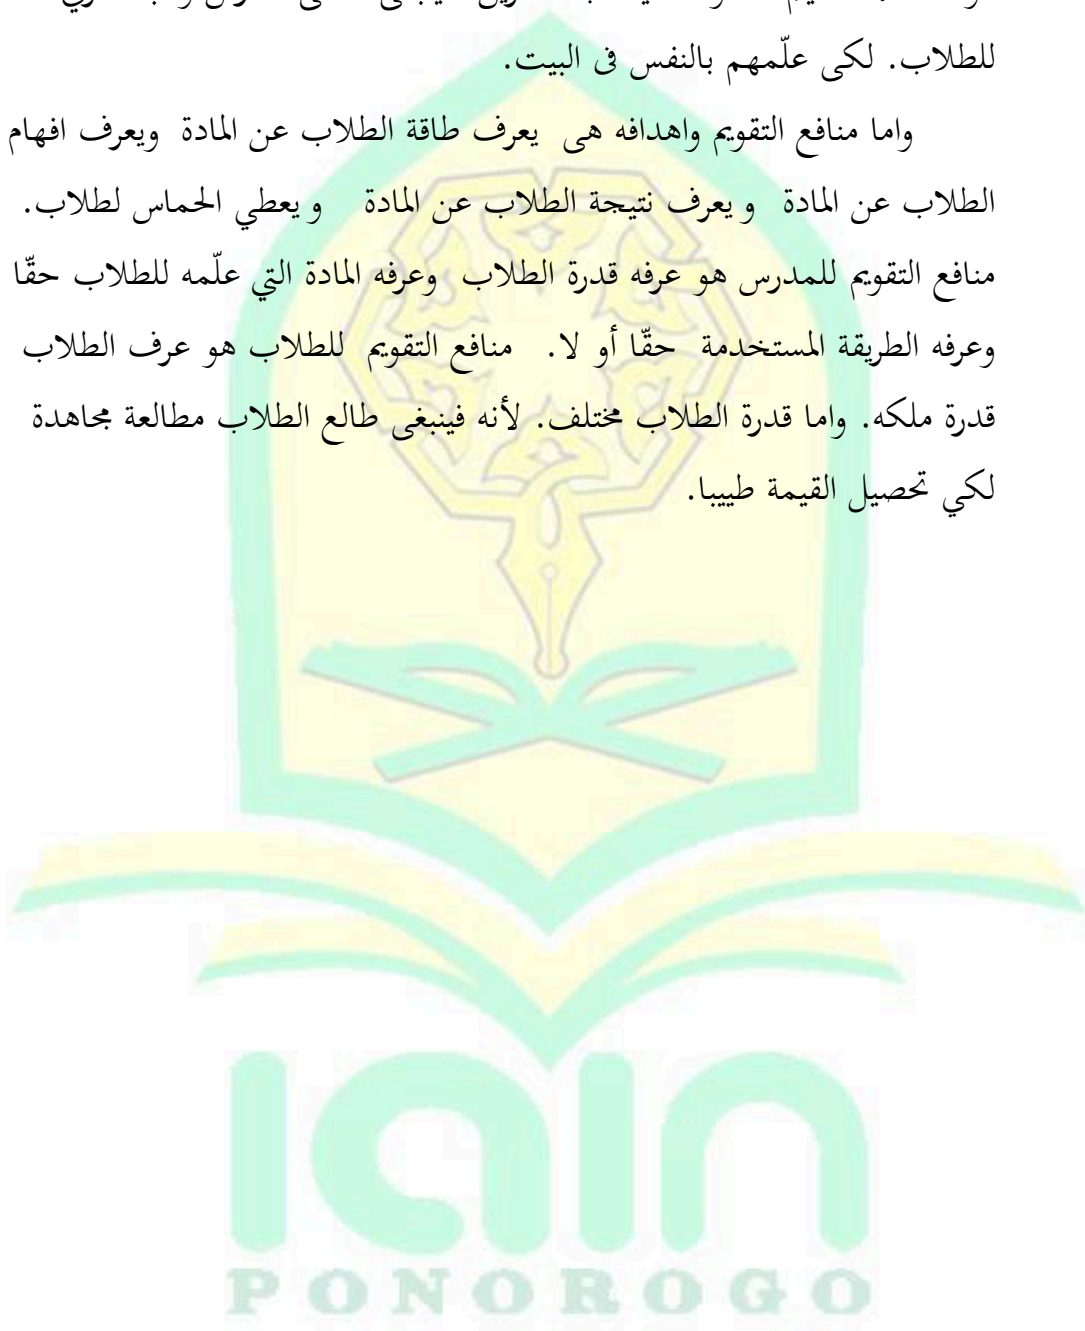 للطلاب. لكى علّمهم بالنفس فى البيت.
واما منافع التقويم واهدافه هى يعرف طاقة الطلاب عن المادة ويعرف افهام
الطلاب عن المادة و يعرف نتيجة الطلاب عن المادة و يعطي الحماس لطلاب.
منافع التقويم للمدرس هو عرفه قدرة الطلاب وعرفه المادة التي علّمه للطلاب حقّا
وعرفه الطريقة المستخدمة حقّا أو لا. منافع التقويم للطلاب هو عرف الطلاب
قدرة ملكه. واما قدرة الطلاب مختلف. لأنه فينبغى طالع الطلاب مطالعة مجاهدة
لكي تحصيل القيمة طييبا.
iain
PONOROGO